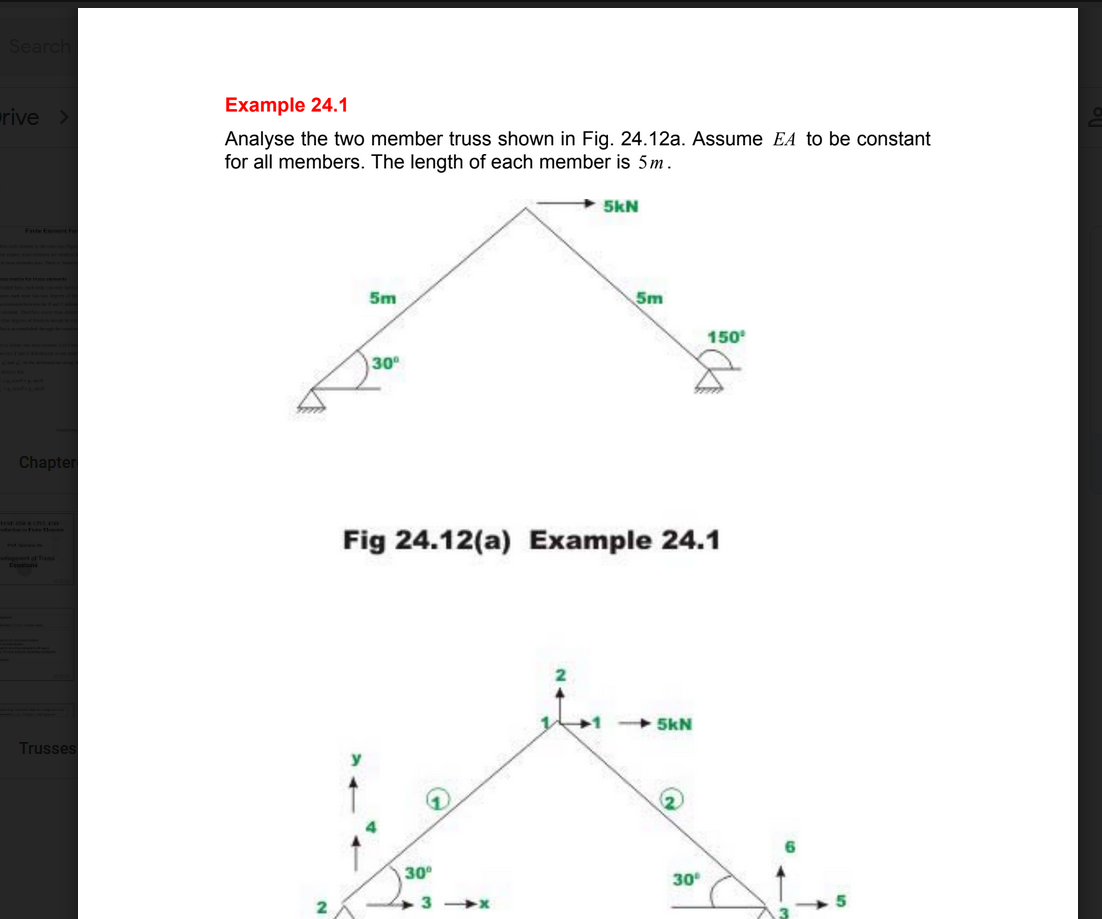 Search
rive >
Example 24.1
Analyse the two member truss shown in Fig. 24.12a. Assume EA to be constant
for all members. The length of each member is 5m.
5kN
5m
5m
150°
30°
Fig 24.12(a) Example 24.1
Chapter
2
1
1
5kN
Trusses
y
1
2
4
6
30°
30°
2
3
x
3
5